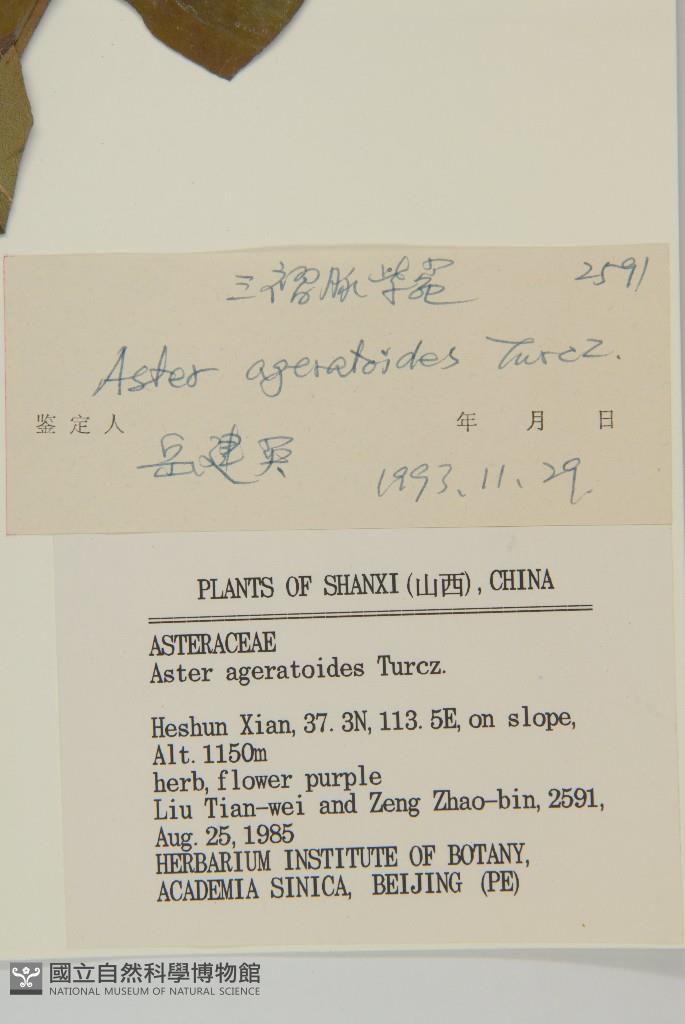 三褶脉紫菀 2591
Aster ageratoides Turcz.
鉴定人 年 月 日
岳建英 1993.11.29.
PLANTS OF SHANXI (山西), CHINA
ASTERACEAE
Aster ageratoides Turcz.
Heshun Xian, 37. 3N, 113. 5E, on slope,
Alt. 1150m
herb, flower purple
Liu Tian-wei and Zeng Zhao-bin, 2591,
Aug. 25, 1985
HERBARIUM INSTITUTE OF BOTANY,
ACADEMIA SINICA, BEIJING (PE)
國立自然科學博物館
NATIONAL MUSEUM OF NATURAL SCIENCE